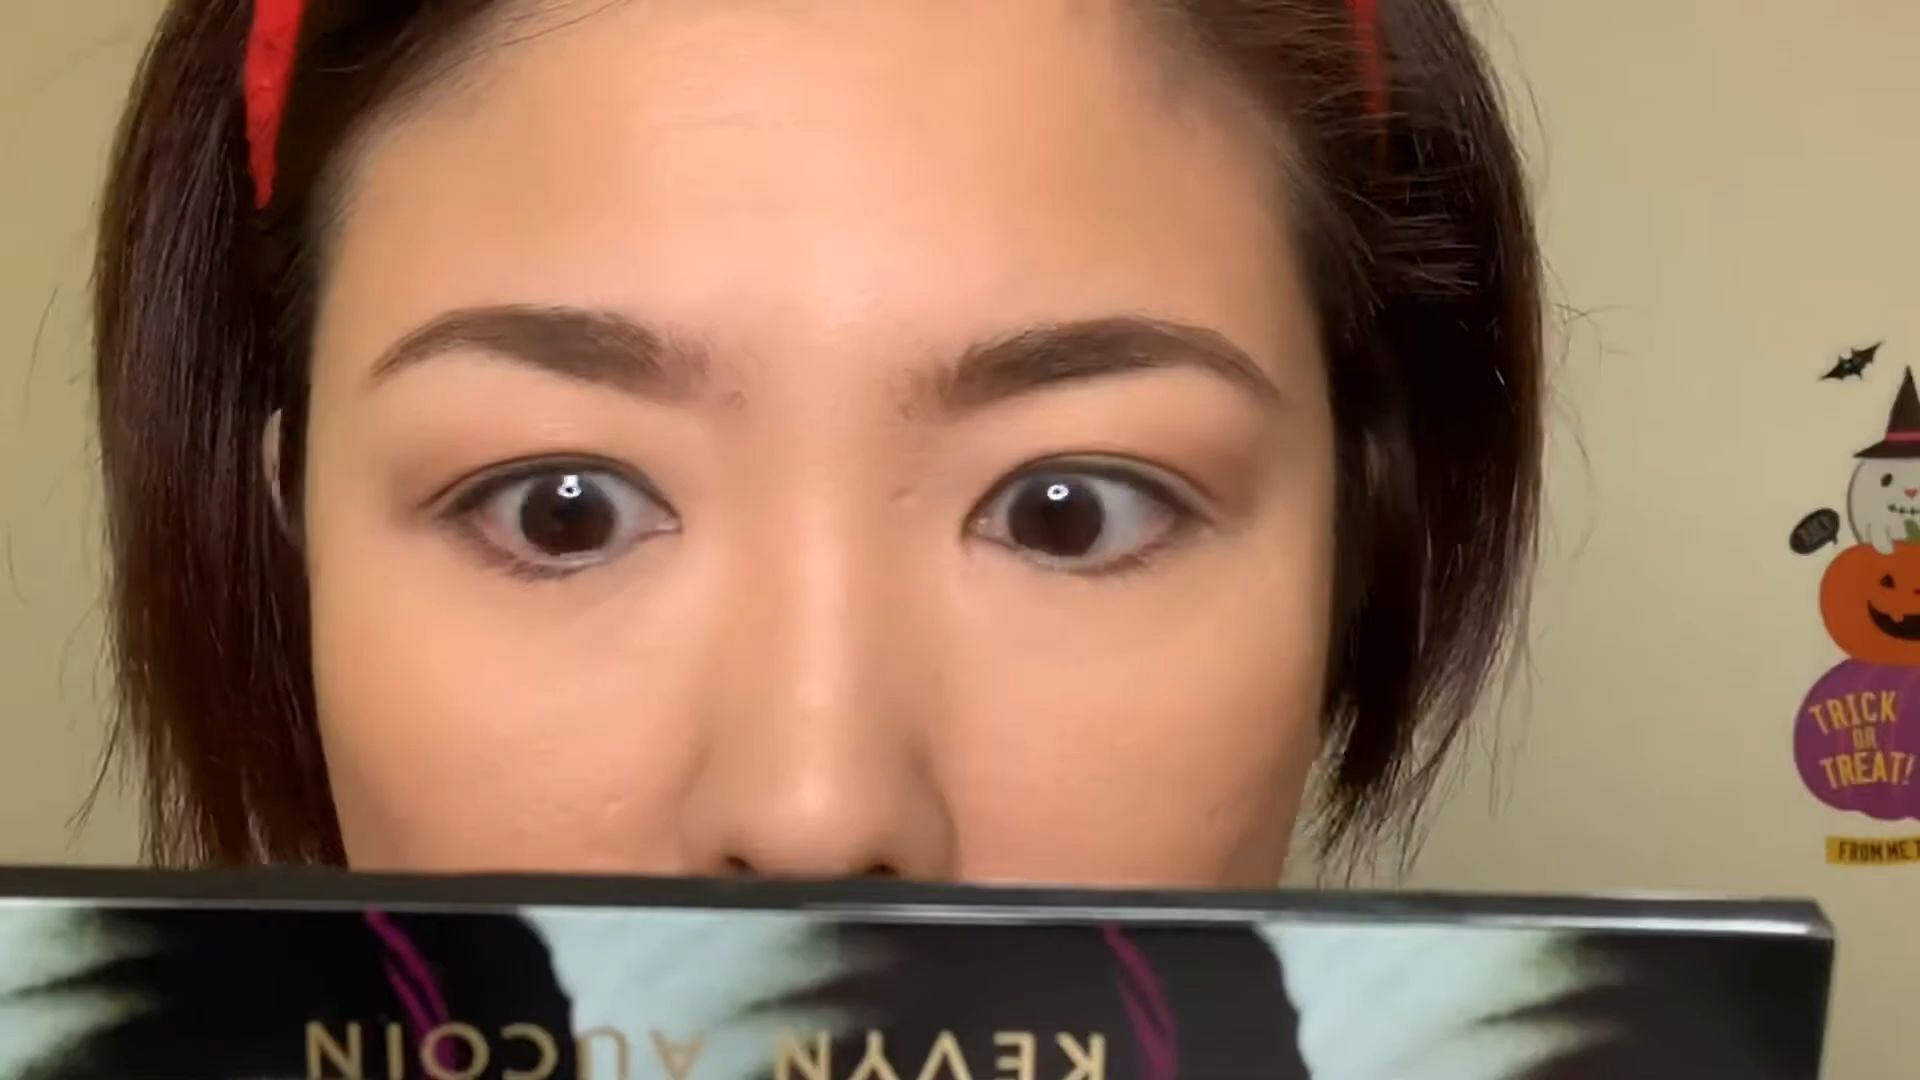 TRICK
OR
TREAT!
FROM ME T
KEVYN AUCOIN